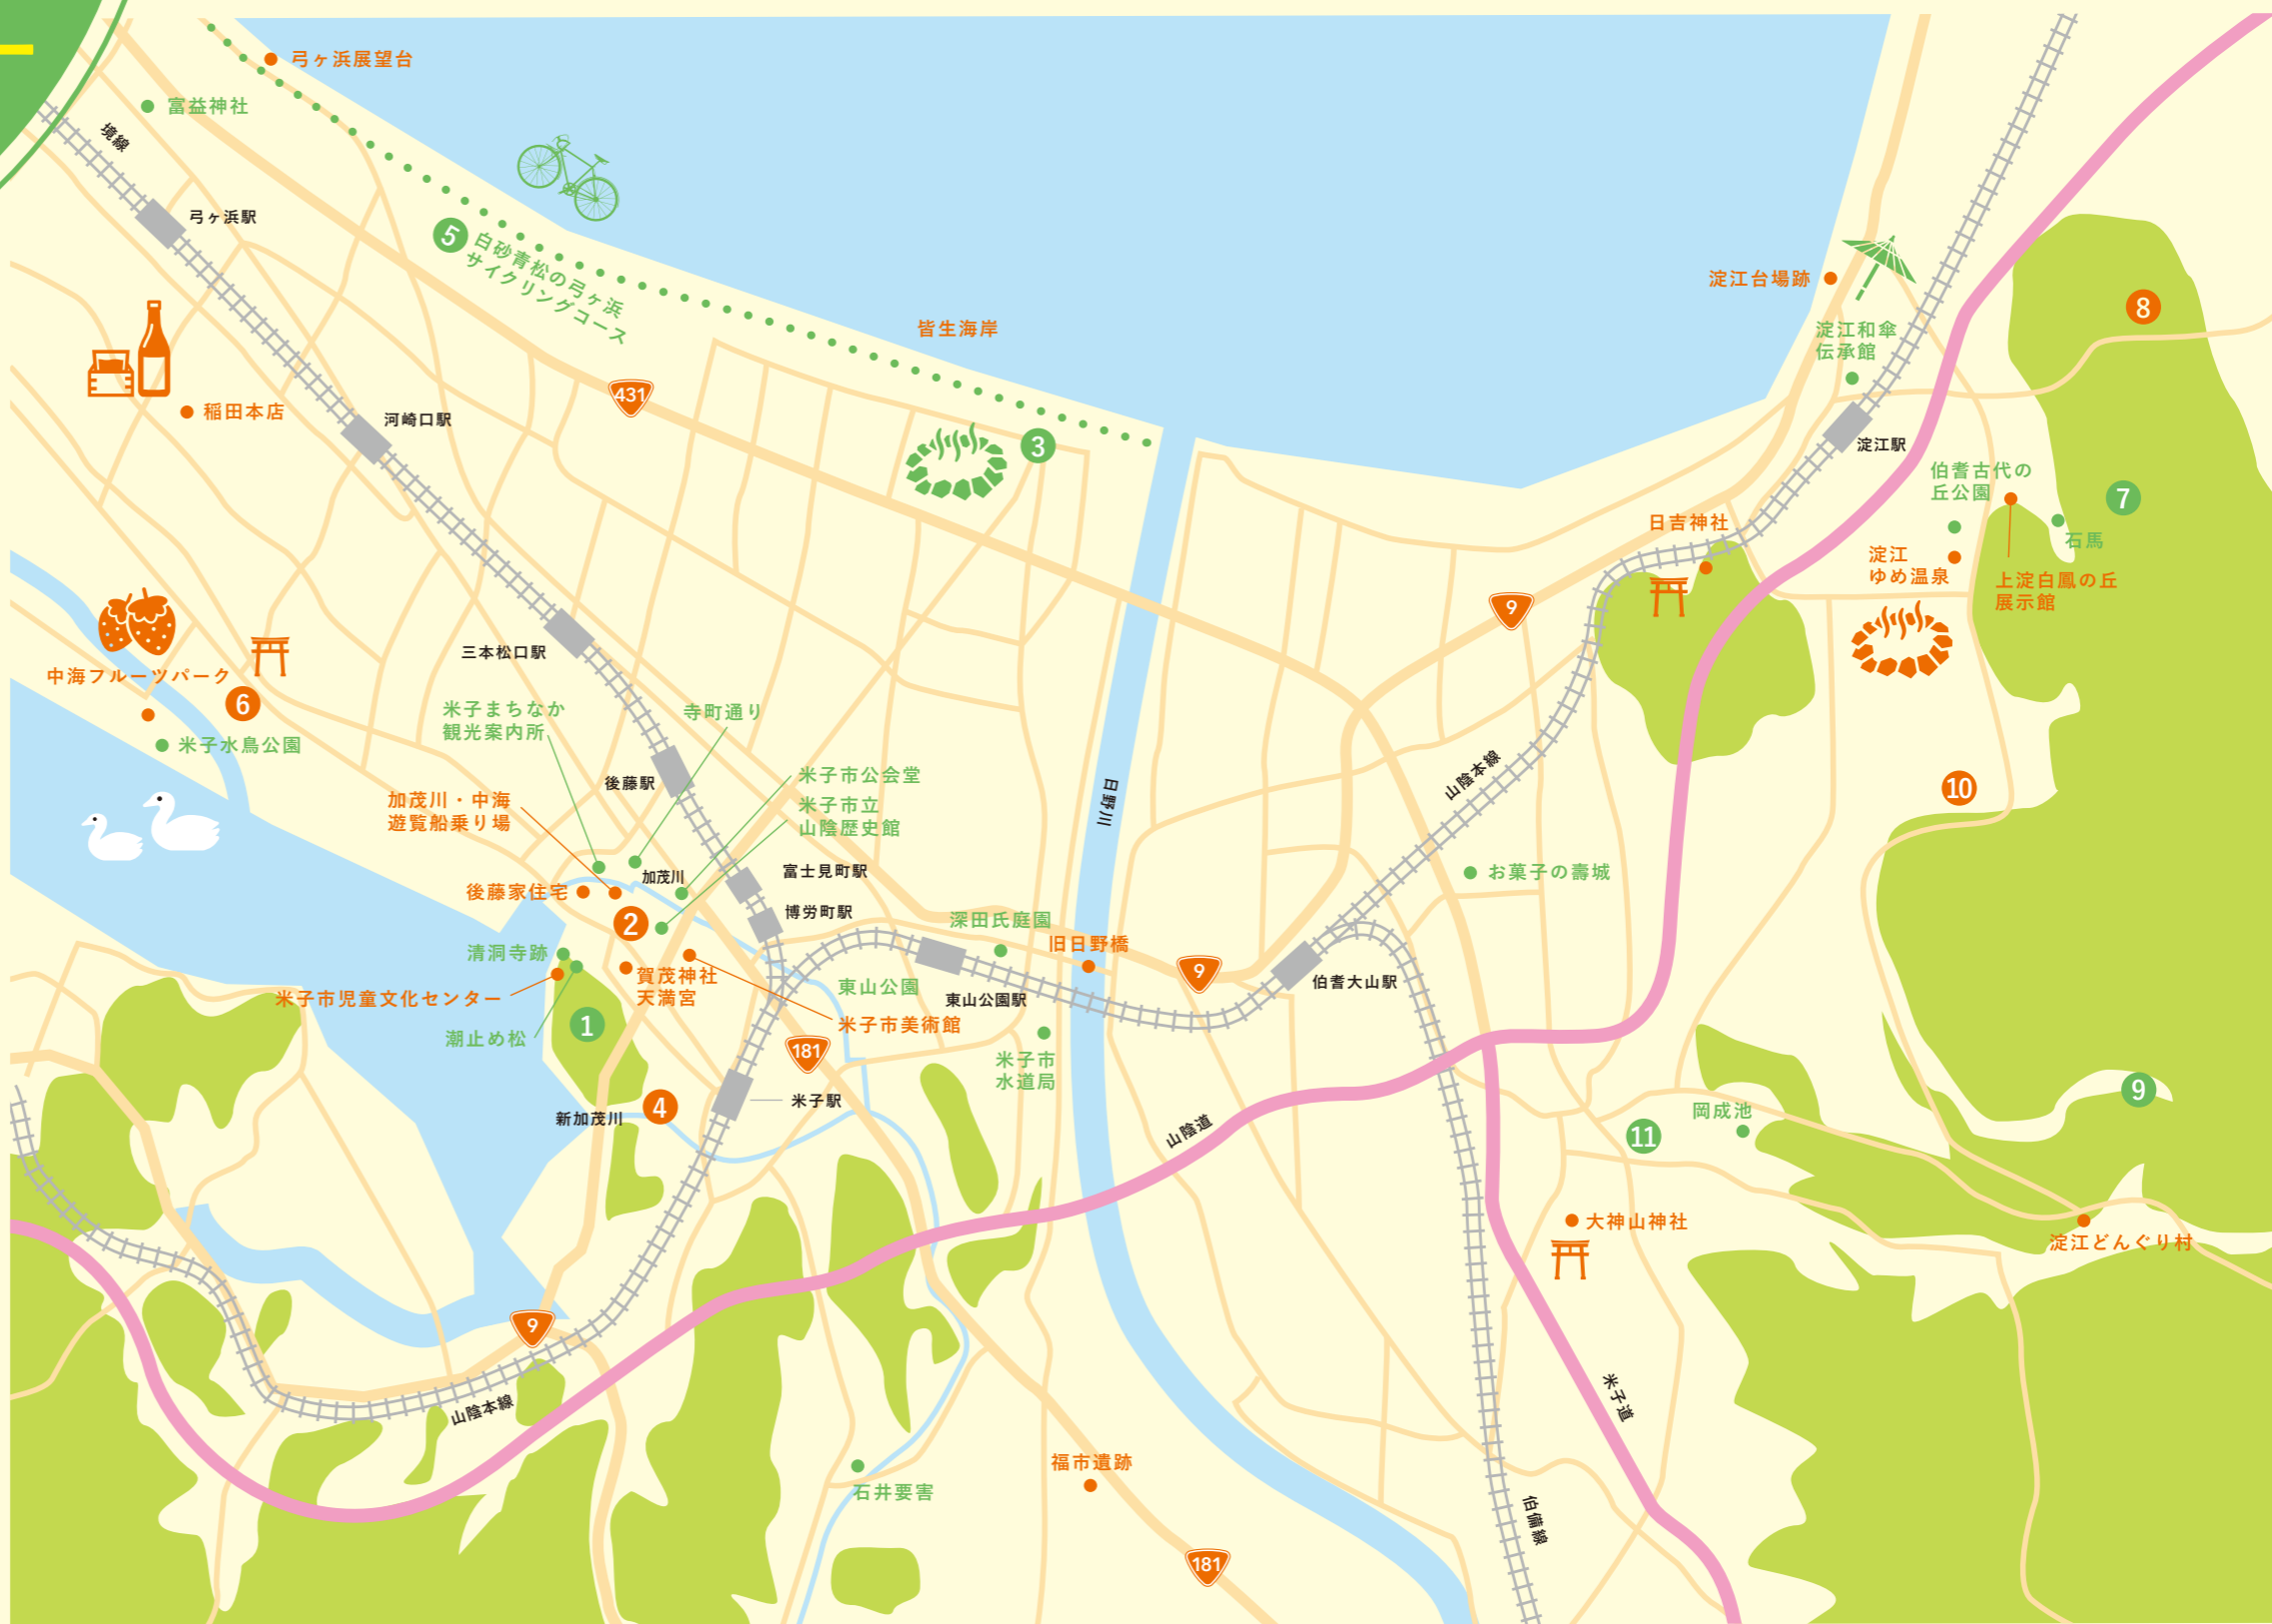 弓ヶ浜展望台
富益神社
境線
弓ヶ浜駅
5
白砂青松の弓ヶ浜
サイクリングコース
皆生海岸
淀江台場跡
8
淀江和傘
伝承館
稲田本店
河崎口駅
431
3
淀江駅
伯耆古代の
丘公園
7
石馬
日吉神社
淀江
ゆめ温泉
上淀白鳳の丘
展示館
9
三本松口駅
中海フルーツパーク
6
米子水鳥公園
米子まちなか
観光案内所
寺町通り
後藤駅
米子市公会堂
米子市立
山陰歴史館
加茂川・中海
遊覧船乗り場
日野川
山陰本線
10
お菓子の壽城
富士見町駅
加茂川
後藤家住宅
2
博労町駅
深田氏庭園
旧日野橋
清洞寺跡
賀茂神社
天満宮
米子市児童文化センター
東山公園
東山公園駅
9
伯耆大山駅
潮止め松
1
米子市美術館
181
米子市
水道局
米子駅
新加茂川
4
山陰道
岡成池
9
11
大神山神社
淀江どんぐり村
9
山陰本線
米子道
石井要害
福市遺跡
伯備線
181